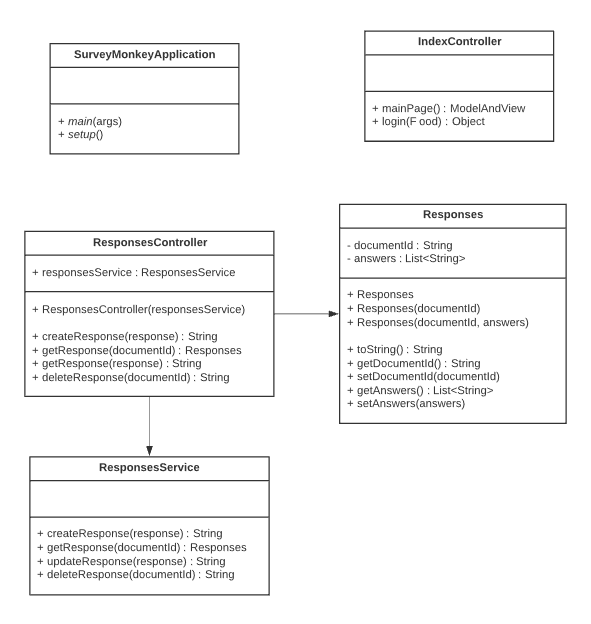 SurveyMonkeyApplication
+ main(args)
+ setup()
IndexController
+ mainPage() : ModelAndView
+ login(F ood) : Object
ResponsesController
+ responsesService : ResponsesService
+ ResponsesController(responsesService)
+ createResponse(response) : String
+ getResponse(documentId) : Responses
+ getResponse(response) : String
+ deleteResponse(documentId) : String
Responses
- documentId : String
- answers : List<String>
+ Responses
+ Responses(documentId)
+ Responses(documentId, answers)
+ toString() : String
+ getDocumentId() : String
+ setDocumentId(documentId)
+ getAnswers() : List<String>
+ setAnswers(answers)
ResponsesService
+ createResponse(response) : String
+ getResponse(documentId) : Responses
+ updateResponse(response) : String
+ deleteResponse(documentId) : String